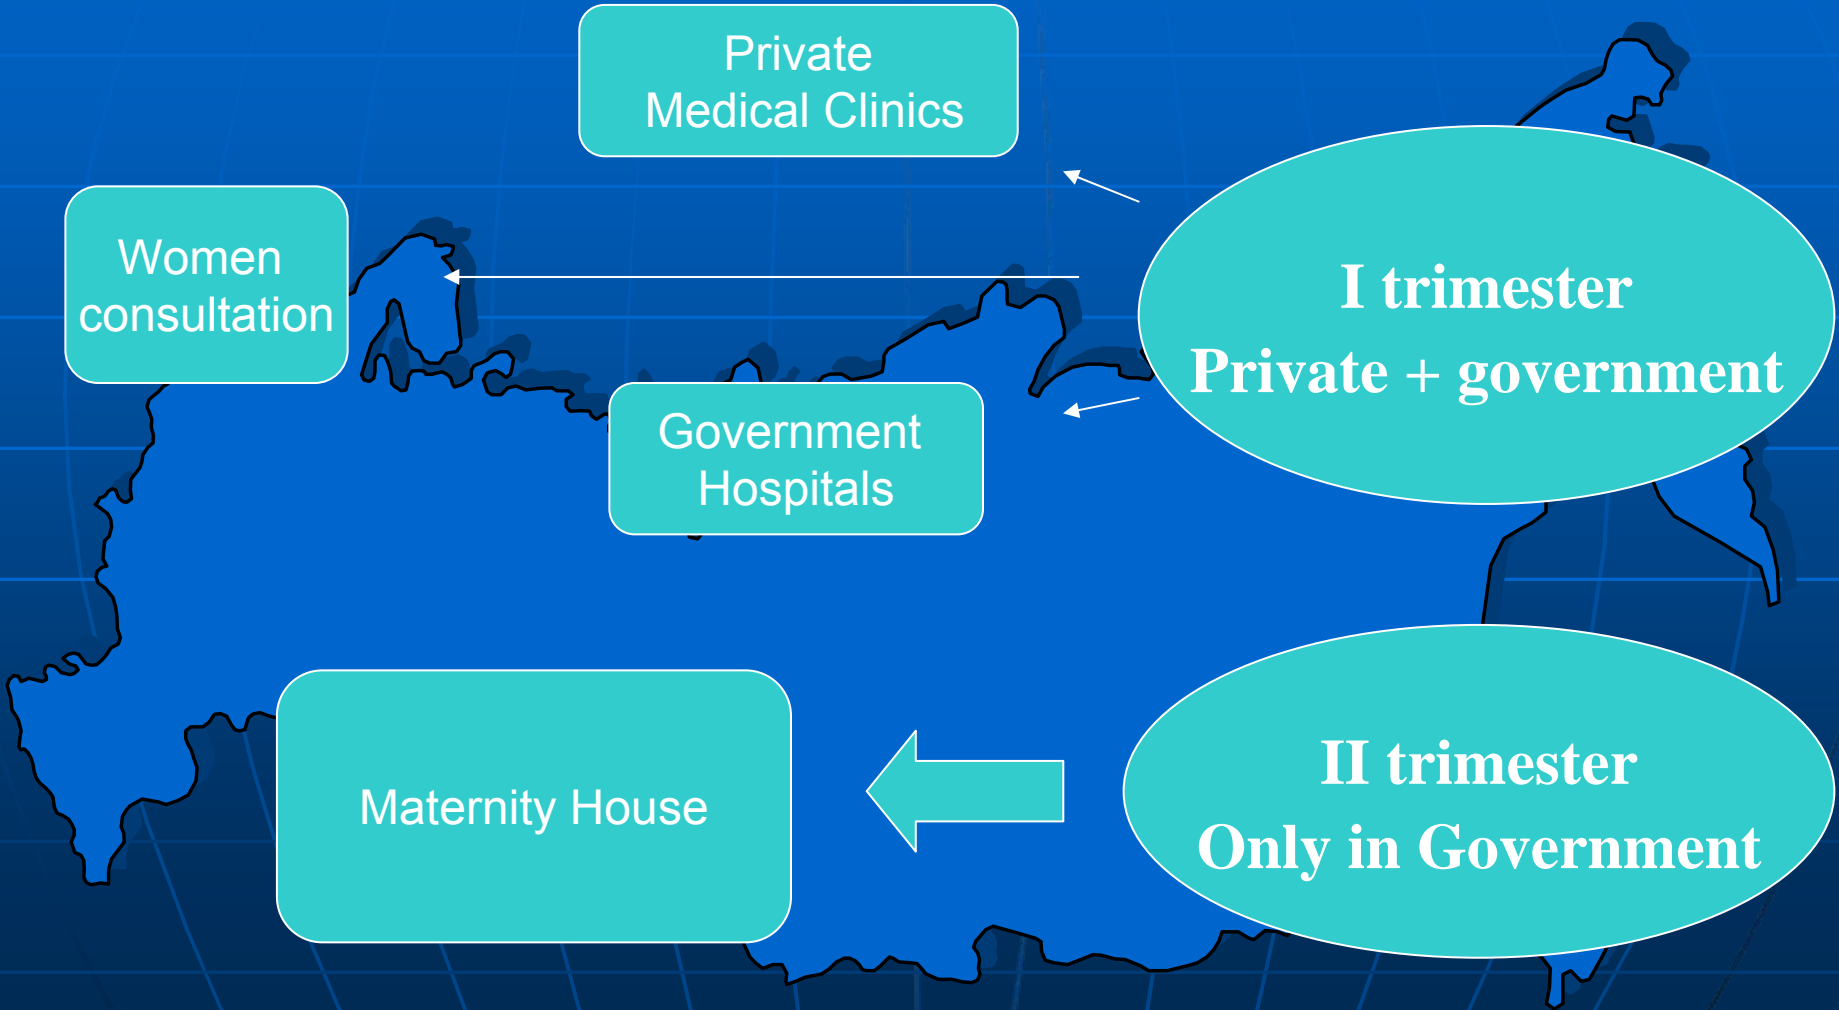 Private
Medical Clinics
Women
consultation
I trimester
Private + government
Government
Hospitals
Maternity House
II trimester
Only in Government